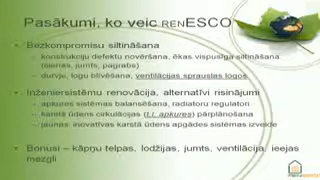 Pasākumi, ko veic RENESCO
Bezkompromisu siltināšana
– konstrukciju defektu novēršana, ēkas vispusīga siltināšana
(sienas, jumts, pagrabs)
– durvju, logu blīvēšana, ventilācijas spraugas logos
Inženiersistēmu renovācija, alternatīvi risinājumi
– apkures sistēmas balansēšana, radiatoru regulatori
– karstā ūdens cirkulācijas (t.i. apkures) pārplānošana
– jaunas inovatīvas karstā ūdens apgādes sistēmas izveide
Bonusi – kāpņu telpas, lodžijas, jumts, ventilācija, ieejas
mezgli